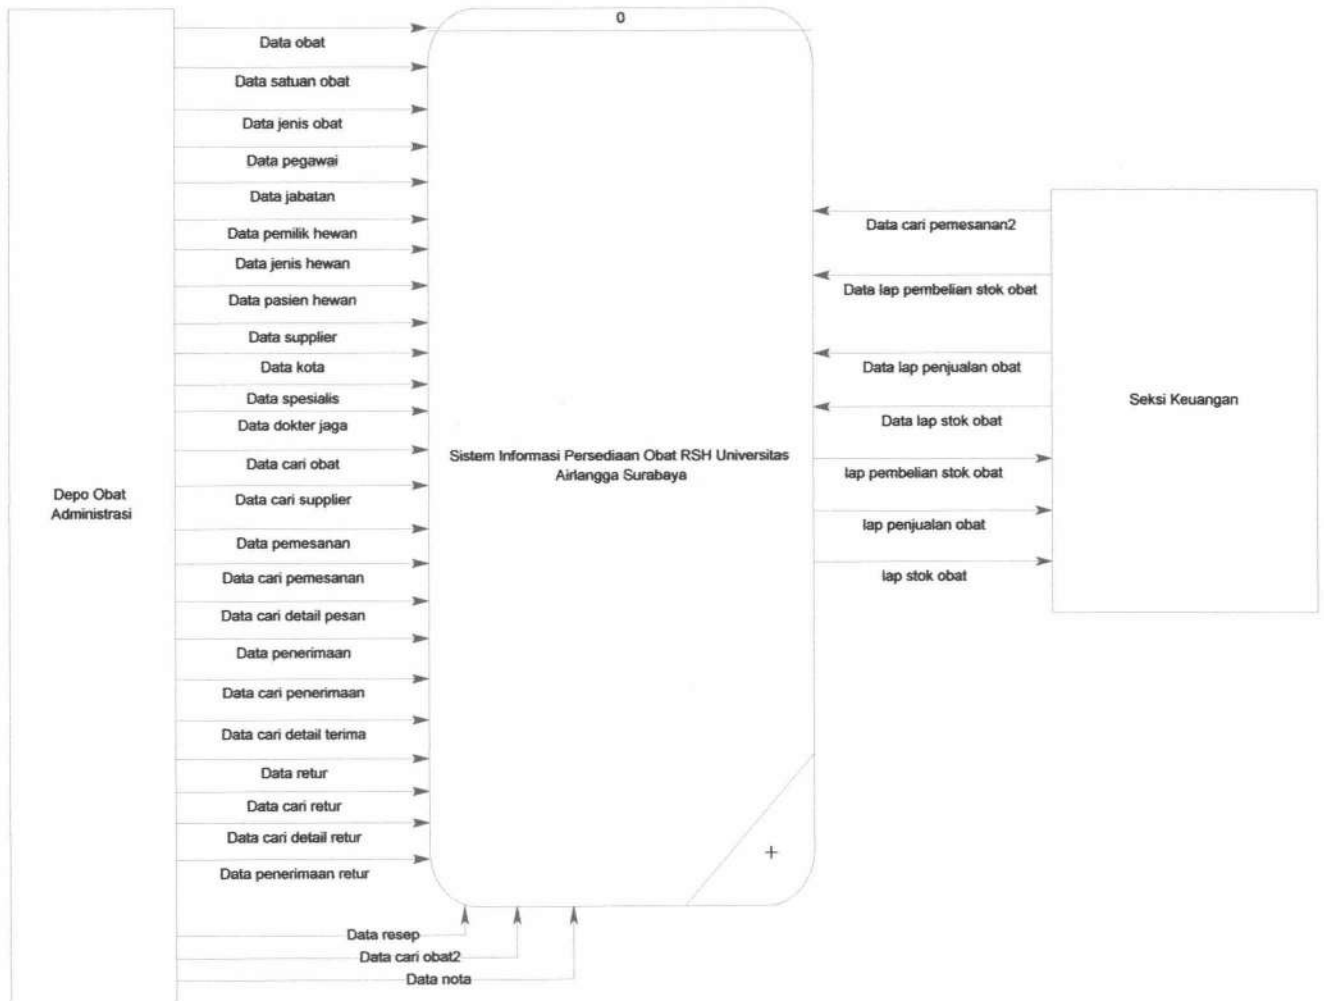 0
Data obat
Data satuan obat
Data jenis obat
Data pegawai
Data jabatan
Data pemilik hewan
Data jenis hewan
Data pasien hewan
Data supplier
Data kota
Data spesialis
Data dokter jaga
Data cari obat
Data cari supplier
Data pemesanan
Data cari pemesanan
Data cari detail pesan
Data penerimaan
Data cari penerimaan
Data cari detail terima
Data retur
Data cari retur
Data cari detail retur
Data penerimaan retur
Data resep
Data cari obat2
Data nota
Depo Obat
Administrasi
Sistem Informasi Persediaan Obat RSH Universitas
Airlangga Surabaya
+
Data cari pemesanan2
Data lap pembelian stok obat
Data lap penjualan obat
Data lap stok obat
lap pembelian stok obat
lap penjualan obat
lap stok obat
Seksi Keuangan